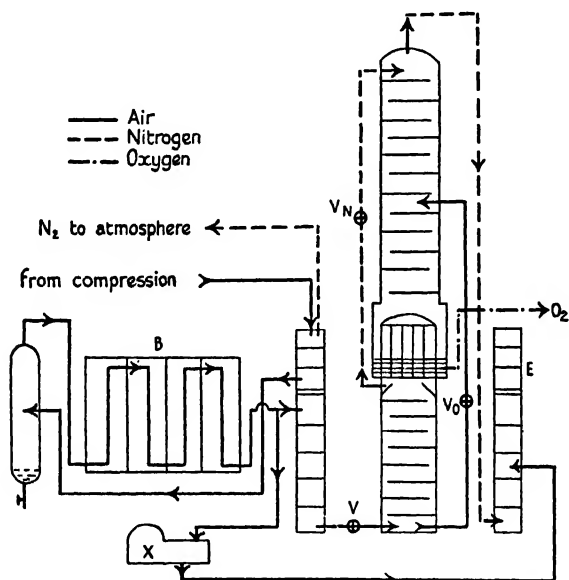 Air
Nitrogen
Oxygen
N₂ to atmosphere
from compression
B
V_N
O₂
E
V_O
V
X